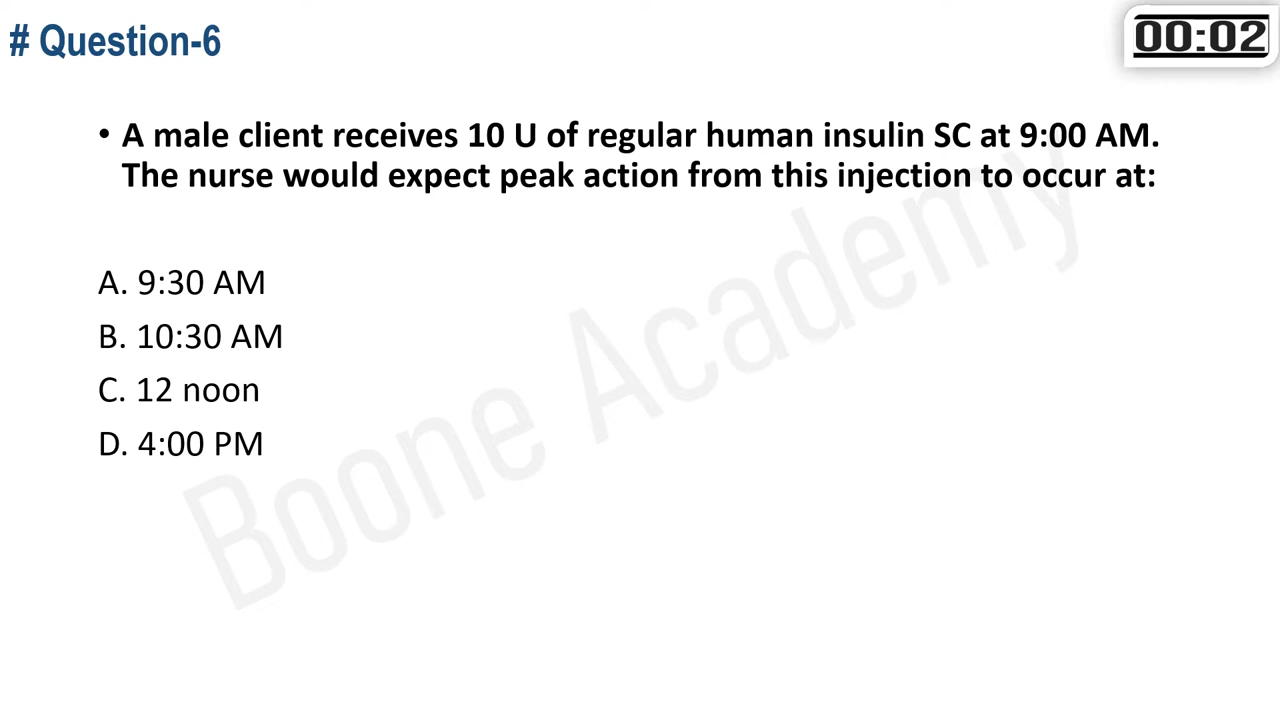 # Question-6
00:02
• A male client receives 10 U of regular human insulin SC at 9:00 AM.
The nurse would expect peak action from this injection to occur at:
A. 9:30 AM
B. 10:30 AM
C. 12 noon
D. 4:00 PM
Boone Academy